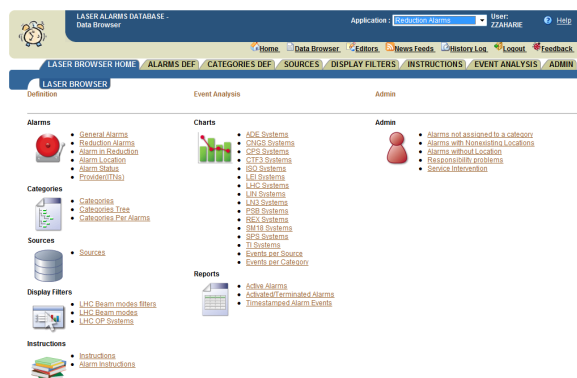 LASER ALARMS DATABASE -
Data Browser
Application : Reduction Alarms
User:
ZZAHARIE
Help
Home Data Browser Editors News Feeds History Log Logout Feedback
LASER BROWSER HOME ALARMS DEF CATEGORIES DEF SOURCES DISPLAY FILTERS INSTRUCTIONS EVENT ANALYSIS ADMIN
LASER BROWSER
Definition
Event Analysis
Admin
Alarms
General Alarms
Reduction Alarms
Alarm in Reduction
Alarm Location
Alarm Status
Provider(TNs)
Categories
Categories
Categories Tree
Categories Per Alarms
Sources
Sources
Display Filters
LHC Beam modes filters
LHC Beam modes
LHC OP Systems
Instructions
Instructions
Alarm Instructions
Charts
ADE Systems
CNGS Systems
CPS Systems
CTF3 Systems
ISO Systems
LEI Systems
LHC Systems
LIN Systems
LN3 Systems
PSB Systems
REX Systems
SM18 Systems
SPS Systems
TI Systems
Events per Source
Events per Category
Reports
Active Alarms
Activated/Terminated Alarms
Timestamped Alarm Events
Admin
Alarms not assigned to a category
Alarms with Nonexisting Locations
Alarms without Location
Responsibility problems
Service Intervention